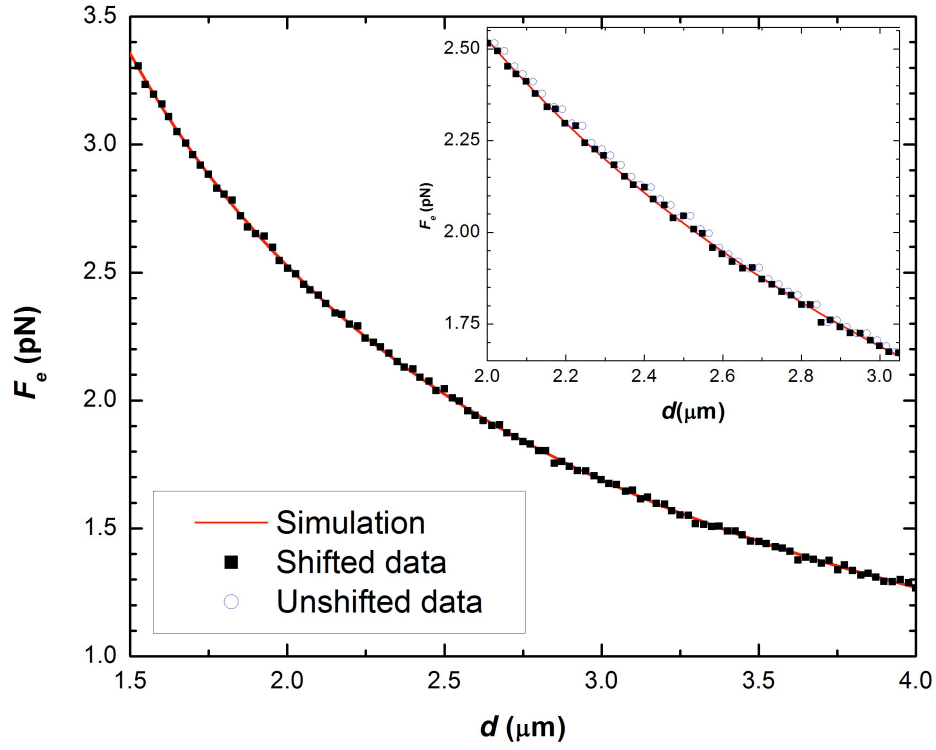 3.5
3.0
2.5
2.0
1.5
1.0
F_e (pN)
1.5 2.0 2.5 3.0 3.5 4.0
d (μm)
Simulation
Shifted data
Unshifted data
2.50
2.25
2.00
1.75
F_e (pN)
2.0 2.2 2.4 2.6 2.8 3.0
d(μm)